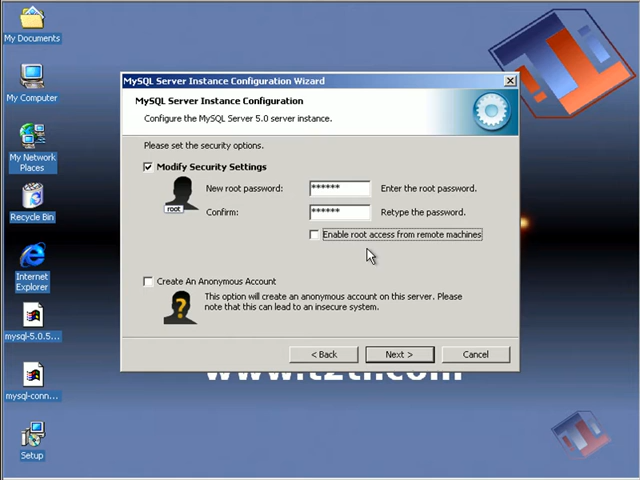 My Documents
My Computer
My Network
Places
Recycle Bin
Internet
Explorer
mysql-5.0.5...
mysql-conn...
Setup
MySQL Server Instance Configuration Wizard
MySQL Server Instance Configuration
Configure the MySQL Server 5.0 server instance.
Please set the security options.
Modify Security Settings
root
New root password: ****** Enter the root password.
Confirm: ****** Retype the password.
Enable root access from remote machines
Create An Anonymous Account
This option will create an anonymous account on this server. Please
note that this can lead to an insecure system.
< Back Next > Cancel